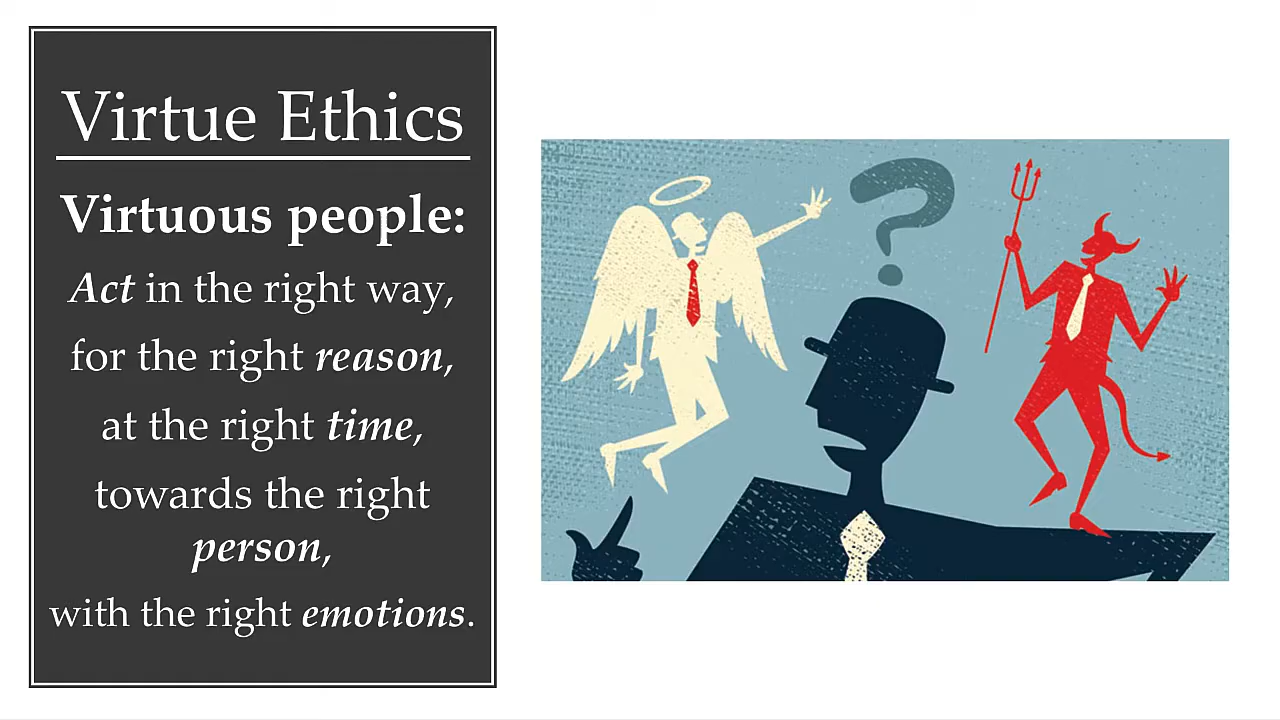 Virtue Ethics
Virtuous people:
Act in the right way,
for the right reason,
at the right time,
towards the right
person,
with the right emotions.
?